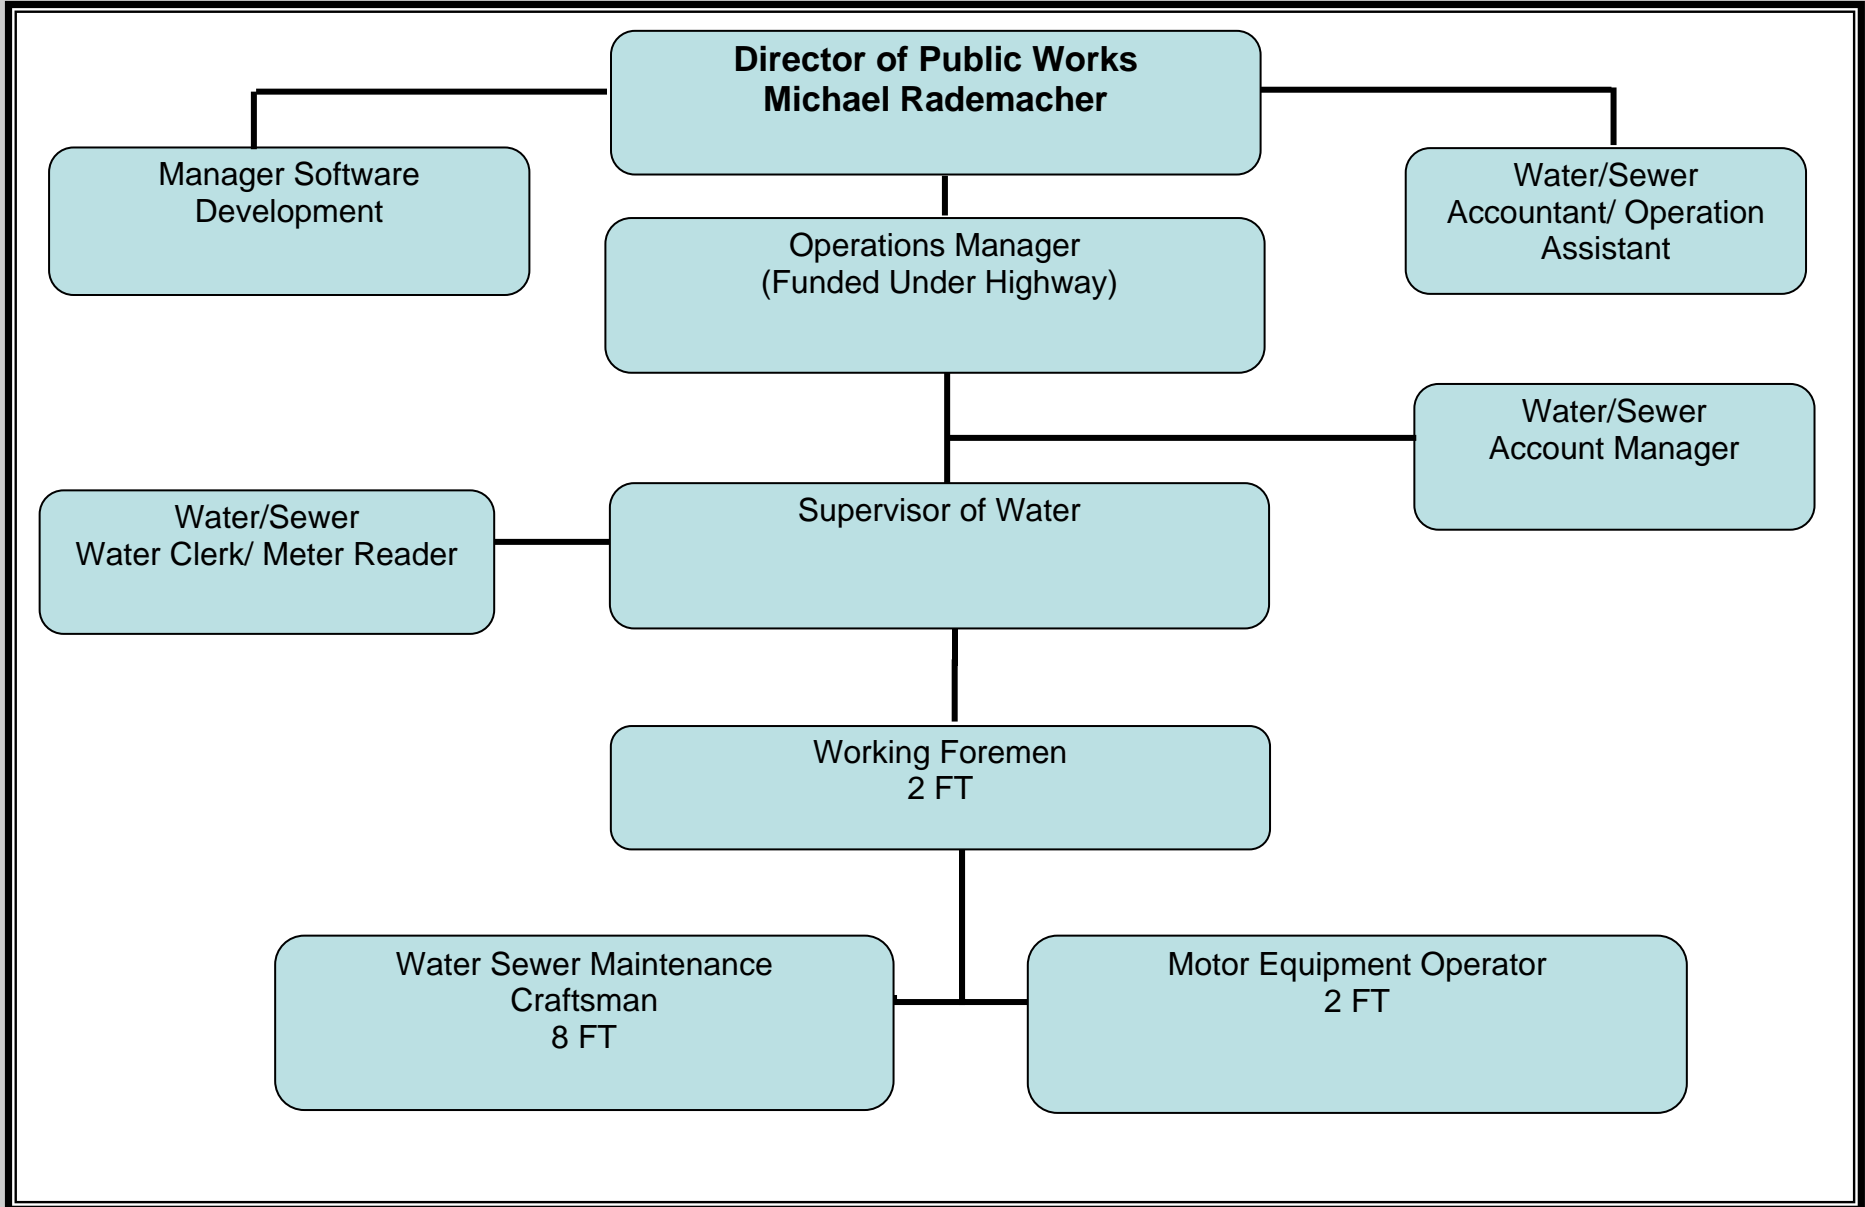 Director of Public Works
Michael Rademacher
Manager Software
Development
Water/Sewer
Accountant/ Operation
Assistant
Operations Manager
(Funded Under Highway)
Water/Sewer
Account Manager
Water/Sewer
Water Clerk/ Meter Reader
Supervisor of Water
Working Foremen
2 FT
Water Sewer Maintenance
Craftsman
8 FT
Motor Equipment Operator
2 FT